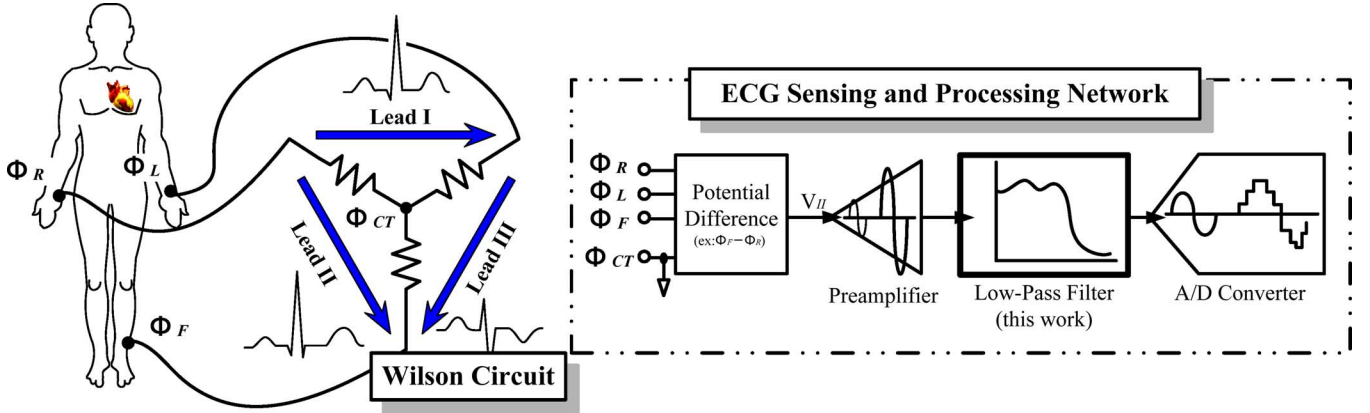 Φ R
Φ L
Φ F
Lead I
Lead II
Lead III
Φ CT
Wilson Circuit
ECG Sensing and Processing Network
Φ R
Φ L
Φ F
Φ CT
Potential
Difference
(ex:ΦF−ΦR)
VII
Preamplifier
Low-Pass Filter
(this work)
A/D Converter